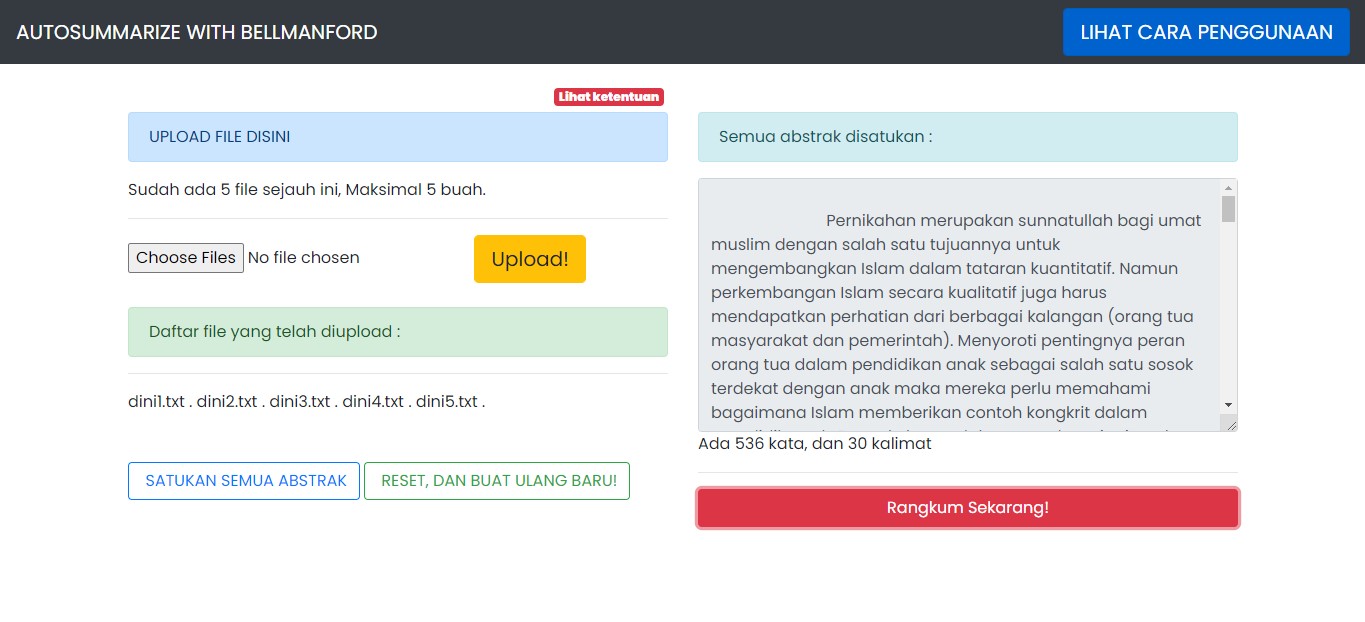 AUTOSUMMARIZE WITH BELLMANFORD
LIHAT CARA PENGGUNAAN
Lihat ketentuan
UPLOAD FILE DISINI
Sudah ada 5 file sejauh ini, Maksimal 5 buah.
Choose Files No file chosen
Upload!
Daftar file yang telah diupload :
dini1.txt . dini2.txt . dini3.txt . dini4.txt . dini5.txt .
SATUKAN SEMUA ABSTRAK
RESET, DAN BUAT ULANG BARU!
Semua abstrak disatukan :
Pernikahan merupakan sunnatullah bagi umat
muslim dengan salah satu tujuannya untuk
mengembangkan Islam dalam tataran kuantitatif. Namun
perkembangan Islam secara kualitatif juga harus
mendapatkan perhatian dari berbagai kalangan (orang tua
masyarakat dan pemerintah). Menyoroti pentingnya peran
orang tua dalam pendidikan anak sebagai salah satu sosok
terdekat dengan anak maka mereka perlu memahami
bagaimana Islam memberikan contoh kongkrit dalam
Ada 536 kata, dan 30 kalimat
Rangkum Sekarang!